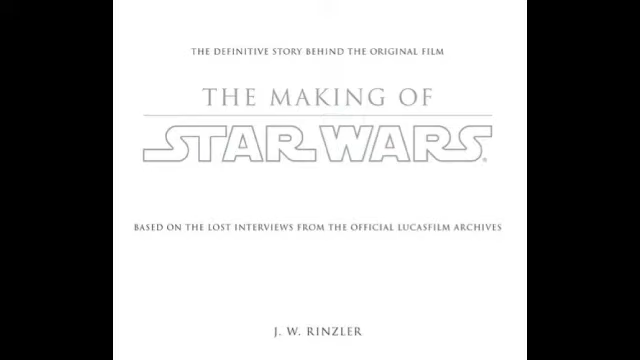 THE DEFINITIVE STORY BEHIND THE ORIGINAL FILM
THE MAKING OF
STAR WARS®
BASED ON THE LOST INTERVIEWS FROM THE OFFICIAL LUCASFILM ARCHIVES
J. W. RINZLER